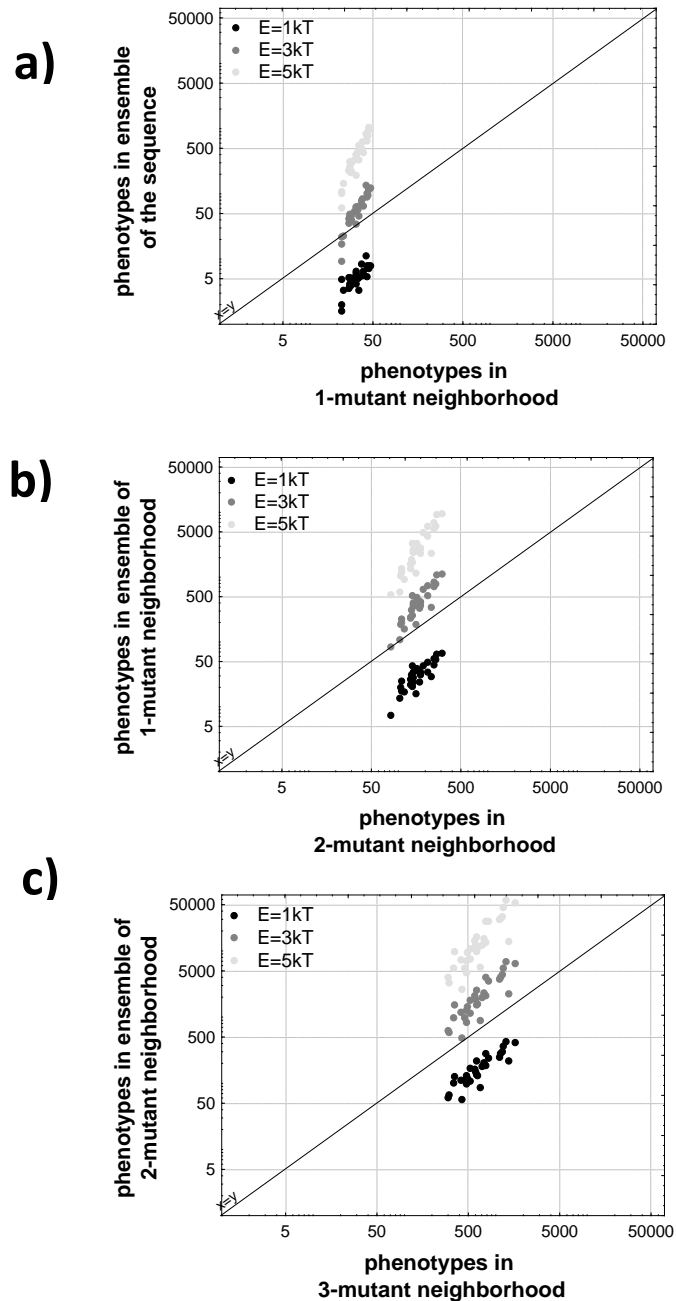 a)
50000
5000
500
50
5
E=1kT
E=3kT
E=5kT
x=y
phenotypes in ensemble
of the sequence
5
50
500
5000
50000
phenotypes in
1-mutant neighborhood
b)
50000
5000
500
50
5
E=1kT
E=3kT
E=5kT
x=y
phenotypes in ensemble of
1-mutant neighborhood
5
50
500
5000
50000
phenotypes in
2-mutant neighborhood
c)
50000
5000
500
50
5
E=1kT
E=3kT
E=5kT
x=y
phenotypes in ensemble of
2-mutant neighborhood
5
50
500
5000
50000
phenotypes in
3-mutant neighborhood